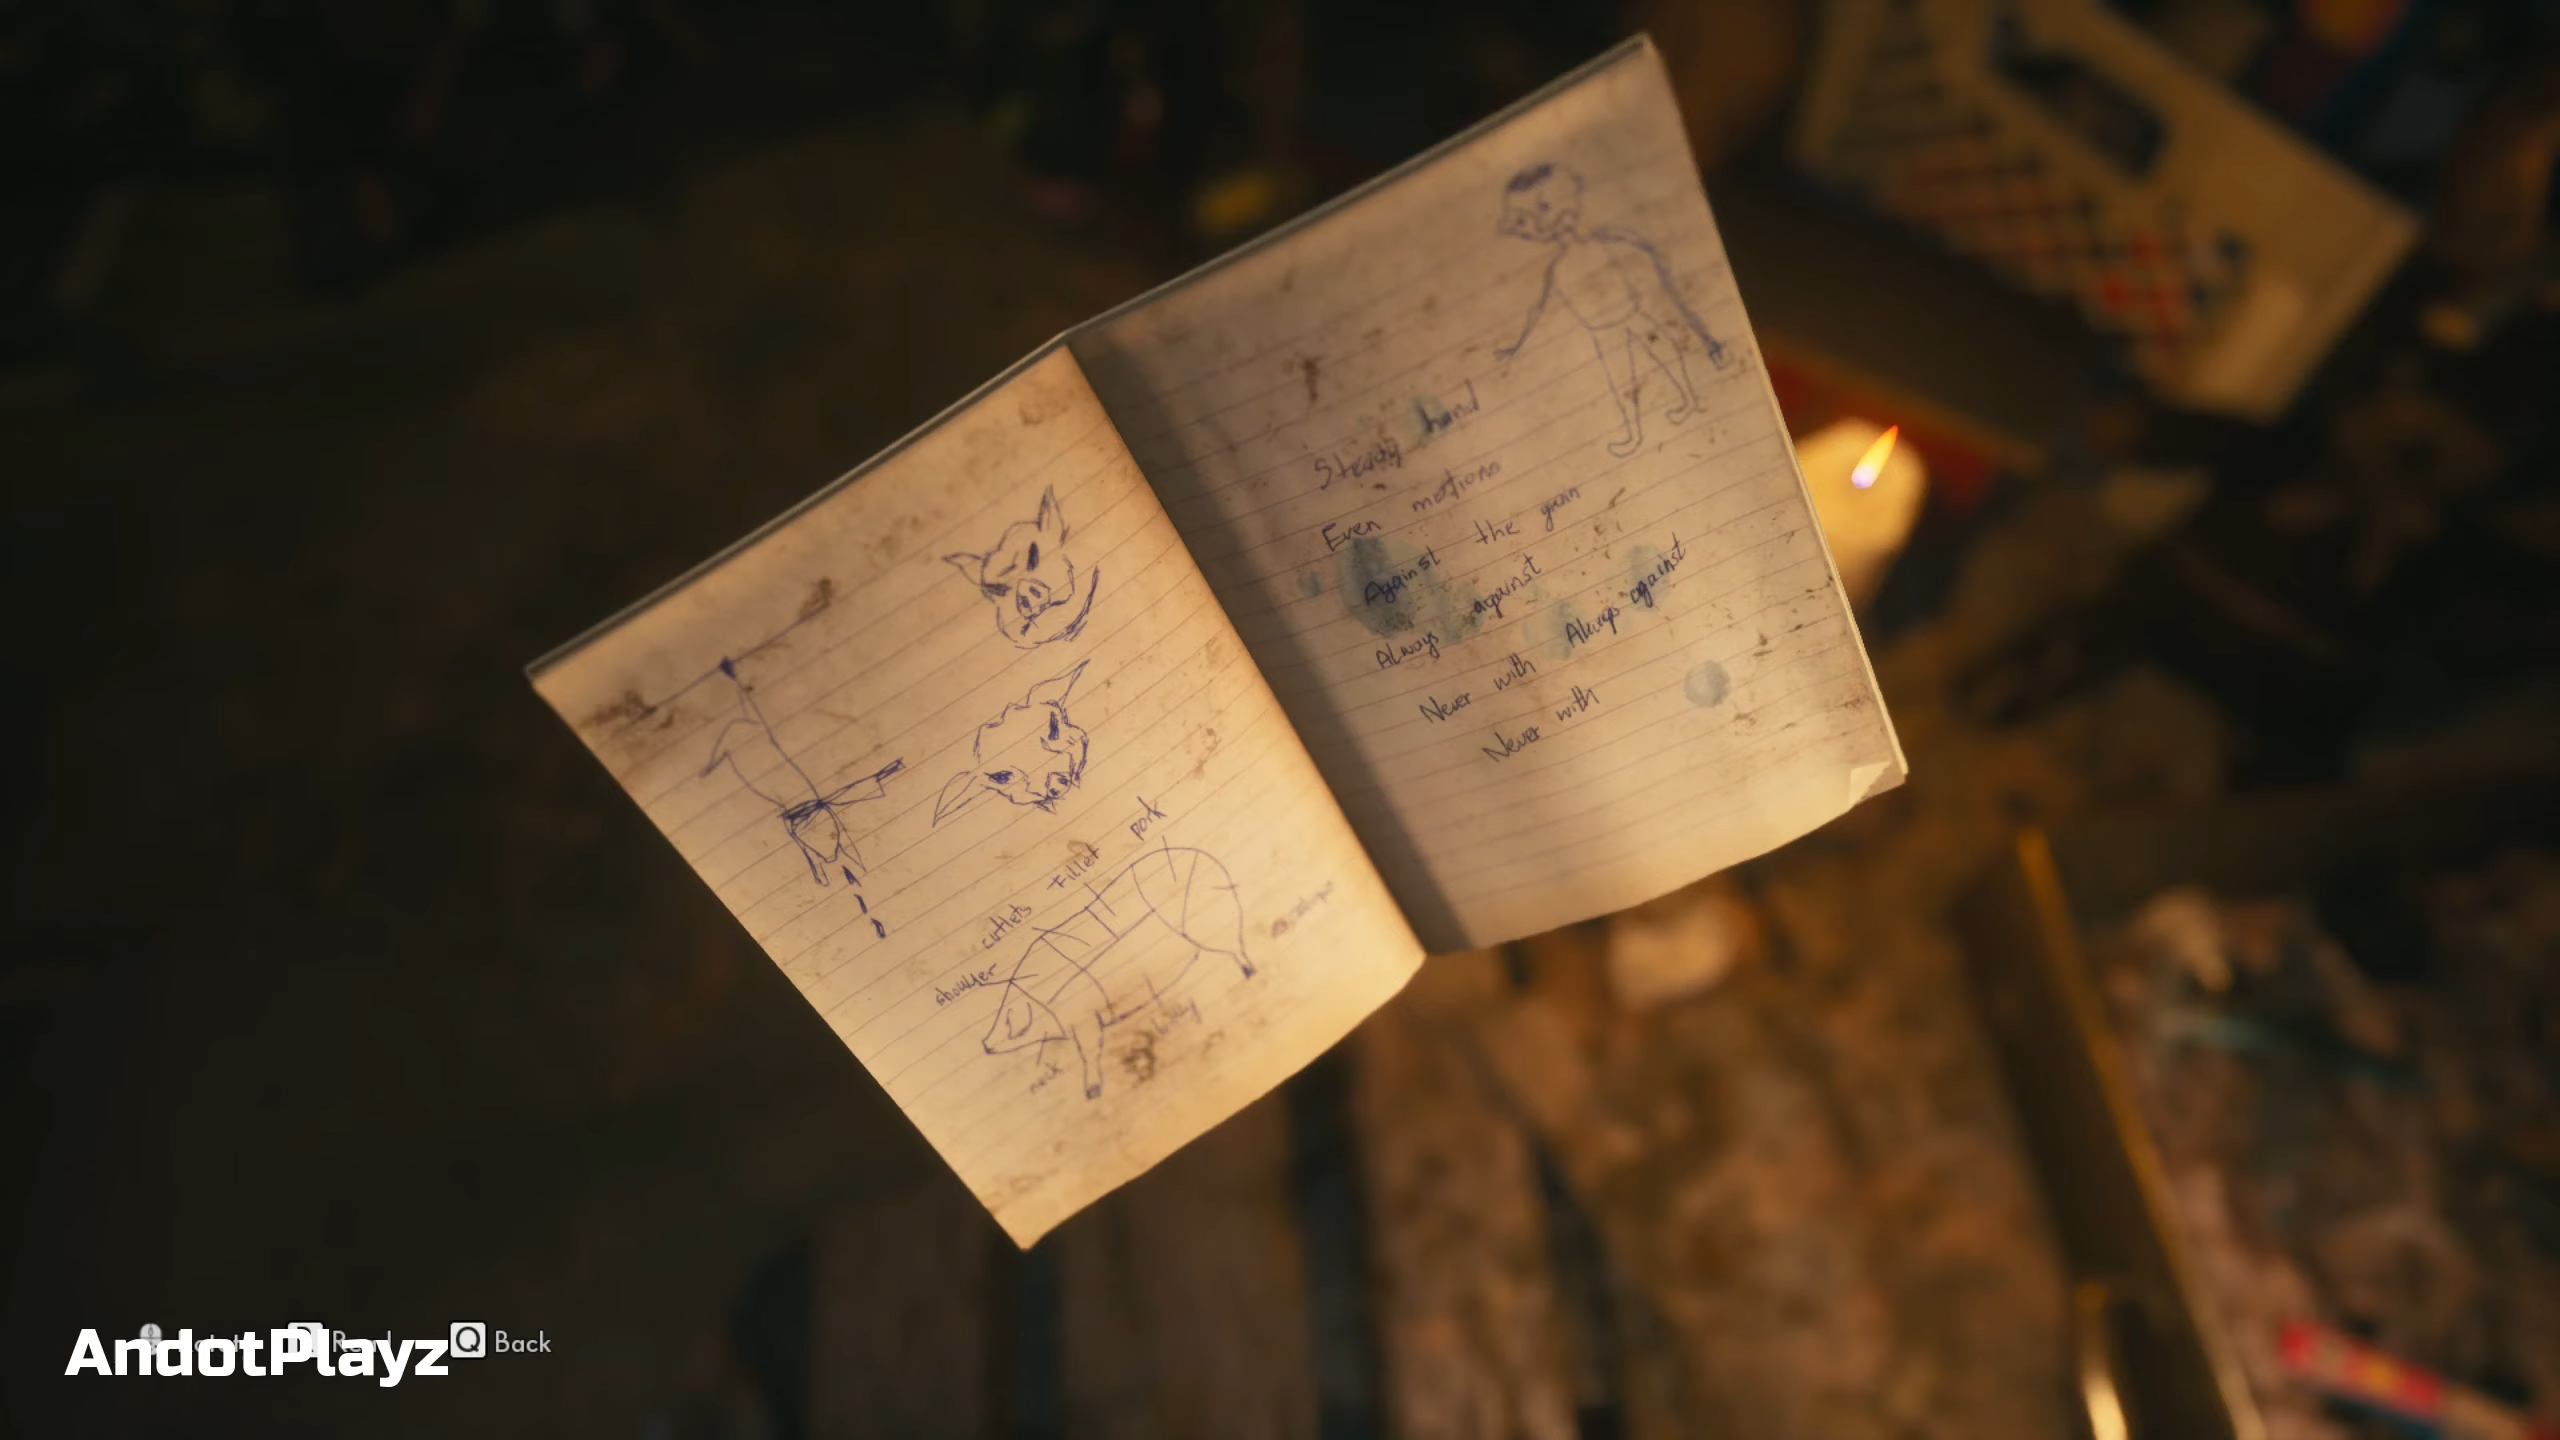 pork
fillet
cutlets
shoulder
neck
belly
Steady hand
Even motions
Against the grain
Always against
Never with Always against
Never with
AndotPlayz
Q Back